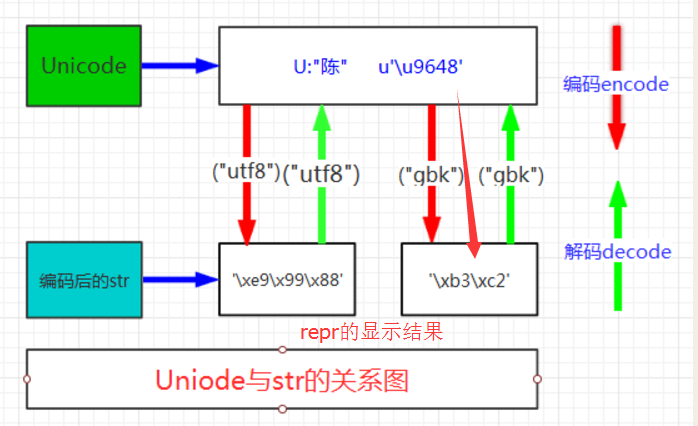 Unicode
U:"陈" u'\u9648'
编码encode
("utf8")
("utf8")
("gbk")
("gbk")
解码decode
编码后的str
'\xe9\x99\x88'
'\xb3\xc2'
repr的显示结果
Uniode与str的关系图